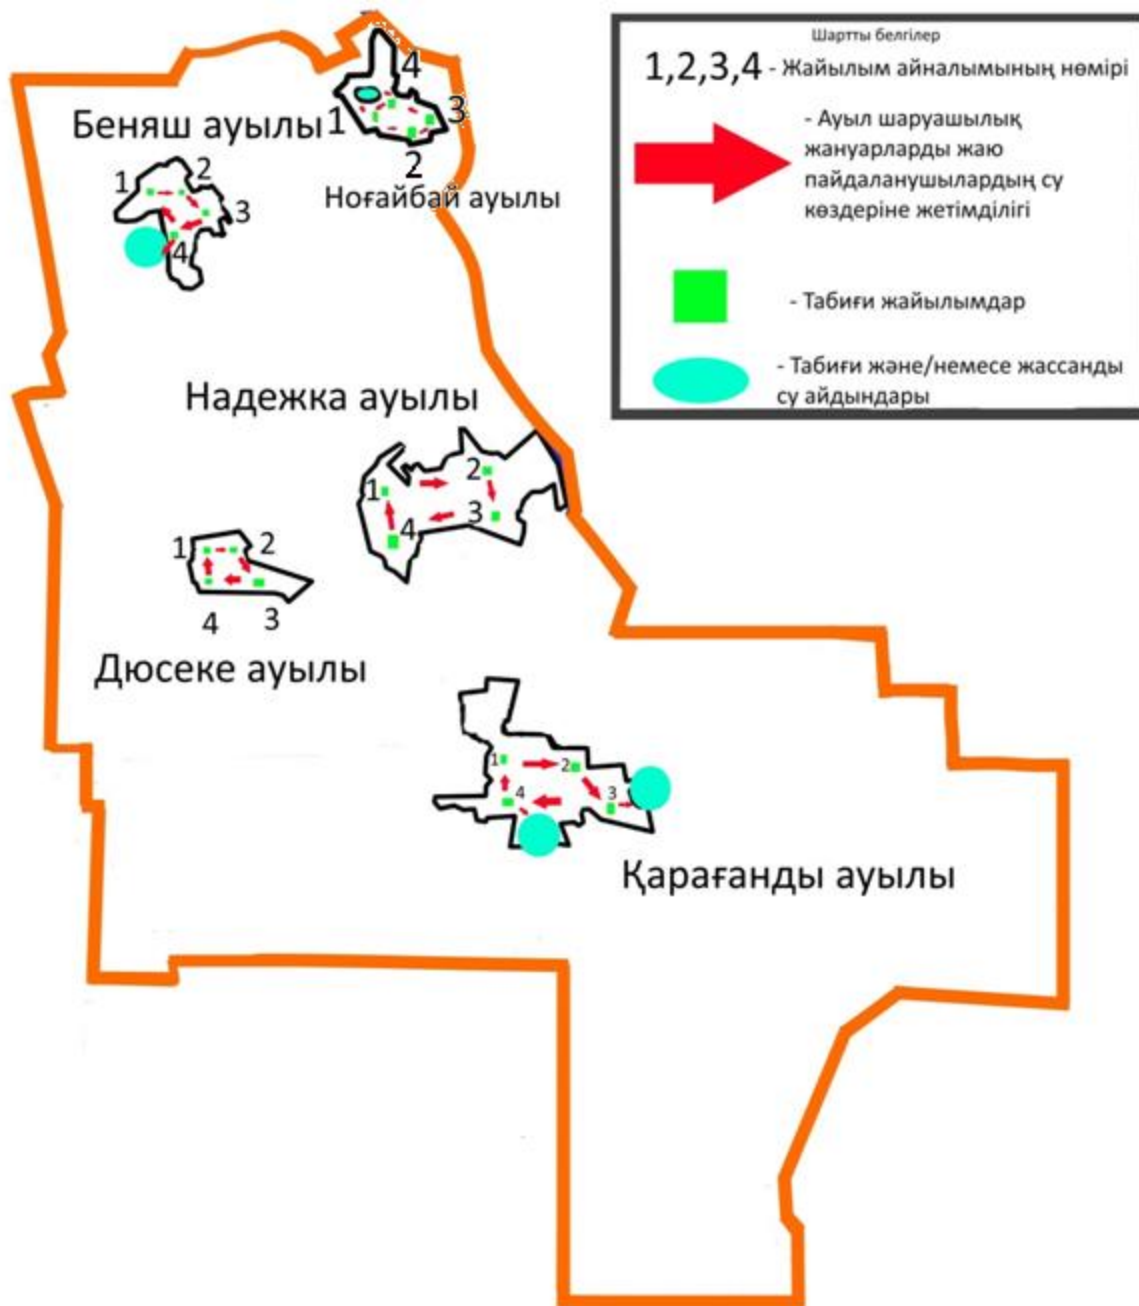 Шартты белгілер
1,2,3,4 - Жайылым айналымының нөмірі
- Ауыл шаруашылық
жануарларды жаю
пайдаланушылардың су
көздеріне жетімділігі
- Табиғи жайылымдар
- Табиғи және/немесе жассанды
су айдындары
4
1
3
2
Ноғайбай ауылы
Беняш ауылы
1
2
3
4
Надежка ауылы
2
1
3
4
1
2
4
3
Дюсеке ауылы
1
2
4
3
Қарағанды ауылы